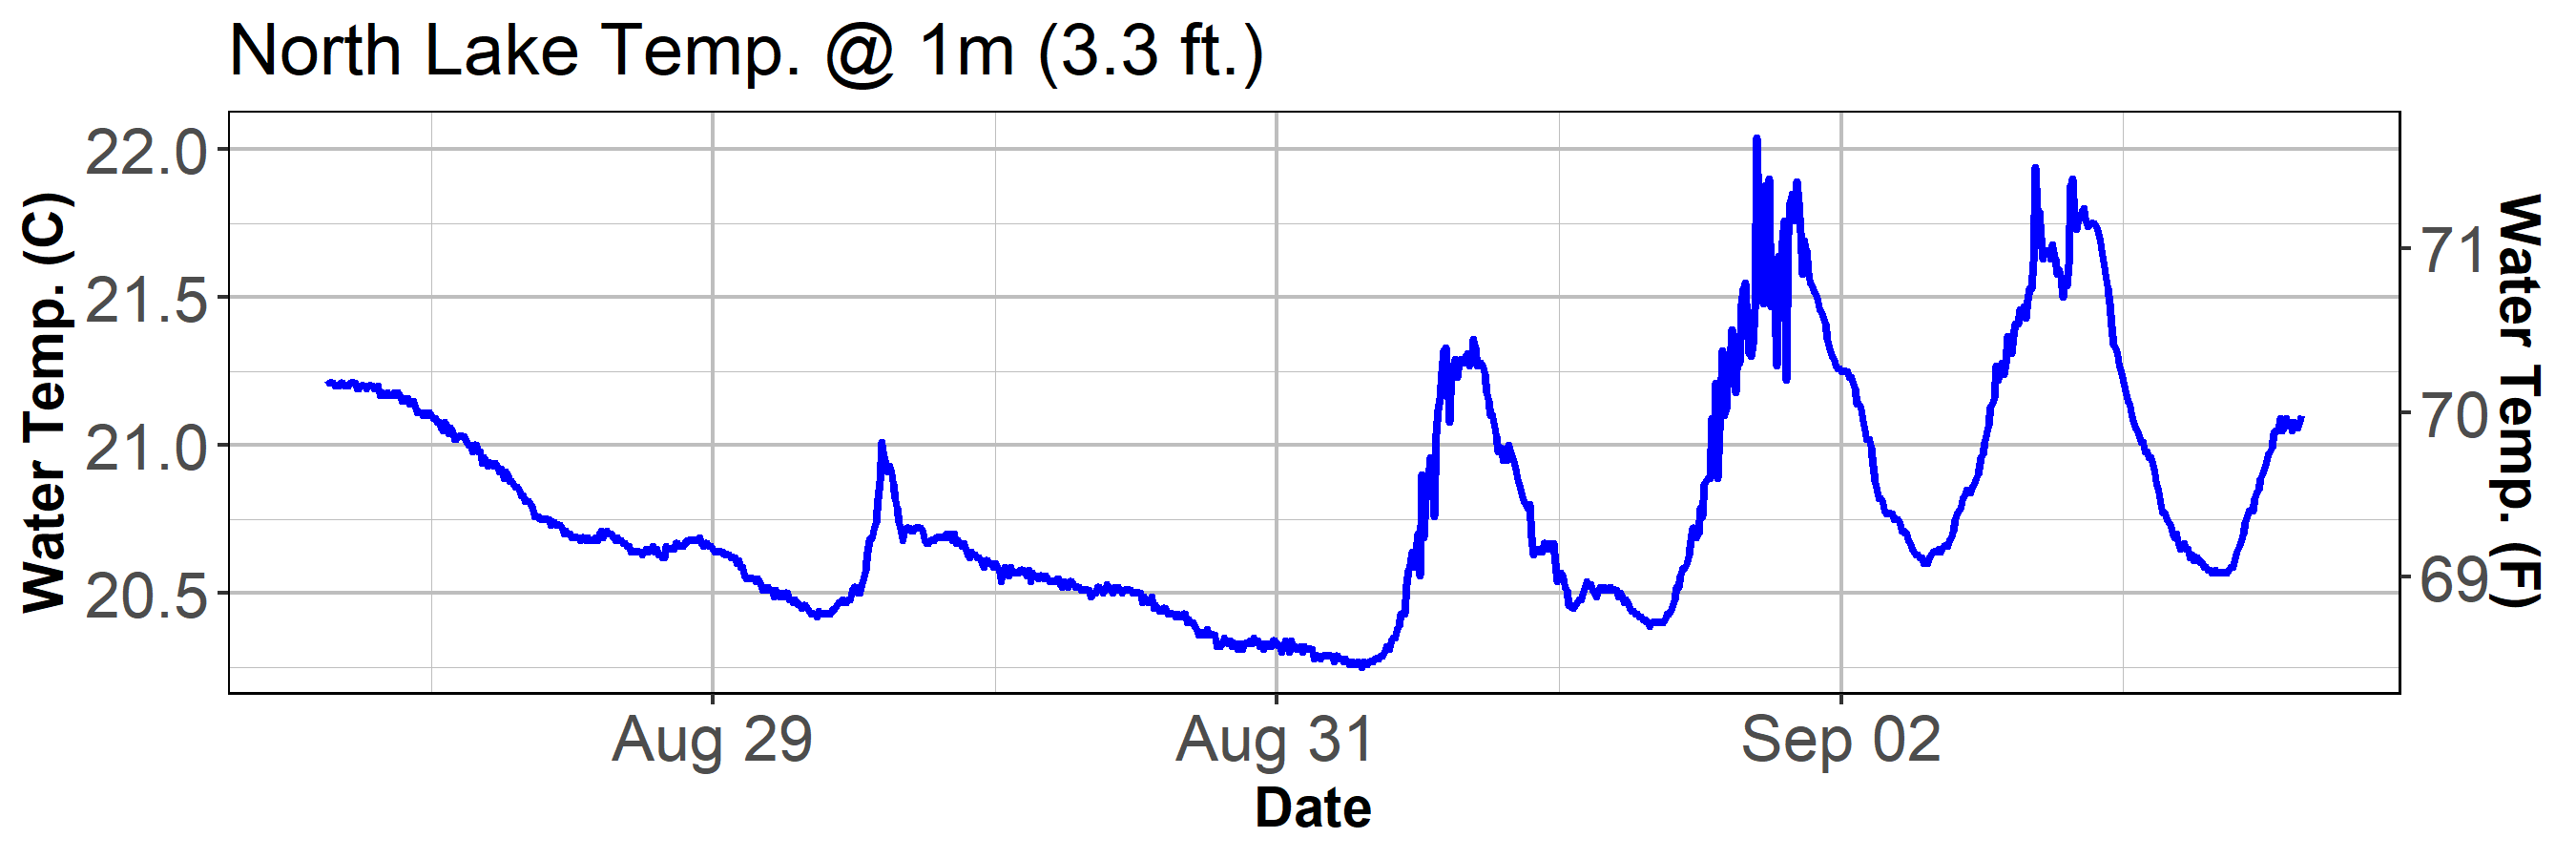 North Lake Temp. @ 1m (3.3 ft.)
Water Temp. (C)
22.0
21.5
21.0
20.5
71
70
69
Water Temp. (F)
Aug 29
Aug 31
Sep 02
Date